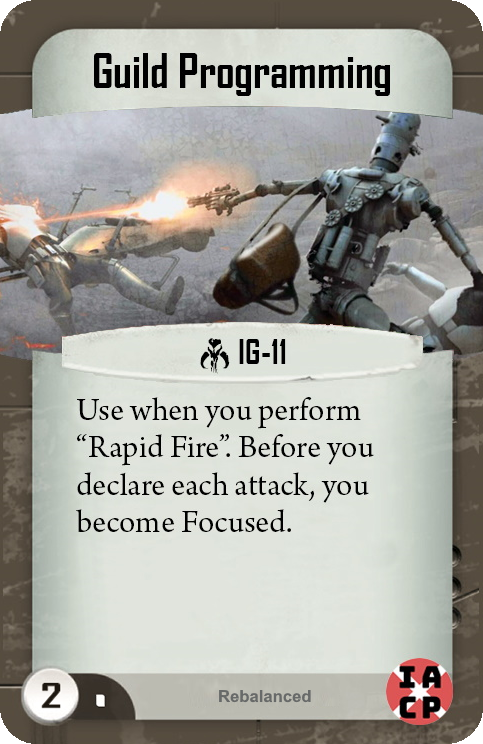 Guild Programming
IG-11
Use when you perform
“Rapid Fire”. Before you
declare each attack, you
become Focused.
2
Rebalanced
IA
CP